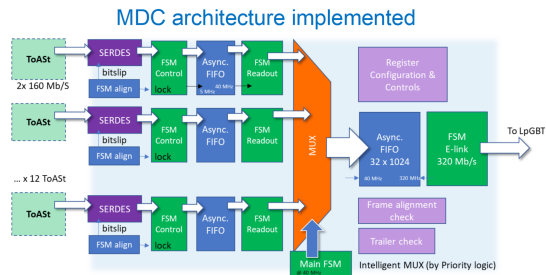 MDC architecture implemented
ToASt
2x 160 Mb/S
SERDES
bitslip
FSM align
lock
FSM
Control
Async.
FIFO
5 MHz
40 MHz
FSM
Readout
ToASt
SERDES
bitslip
FSM align
lock
FSM
Control
Async.
FIFO
FSM
Readout
... x 12 ToASt
ToASt
SERDES
bitslip
FSM align
lock
FSM
Control
Async.
FIFO
FSM
Readout
MUX
Main FSM
Register
Configuration &
Controls
Async.
FIFO
32 x 1024
40 MHz
320 MHz
FSM
E-link
320 Mb/s
To LpGBT
Frame alignment
check
Trailer check
Intelligent MUX (by Priority logic)